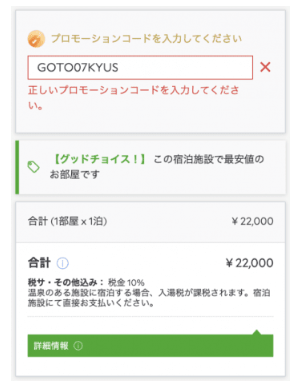 プロモーションコードを入力してください
GOTO07KYUS
正しいプロモーションコードを入力してくださ
い。
【グッドチョイス！】 この宿泊施設で最安値の
お部屋です
合計 (1部屋 x 1泊) ¥ 22,000
合計 ¥ 22,000
税サ・その他込み： 税金 10%
温泉のある施設に宿泊する場合、入湯税が課税されます。宿泊
施設にて直接お支払いください。
詳細情報